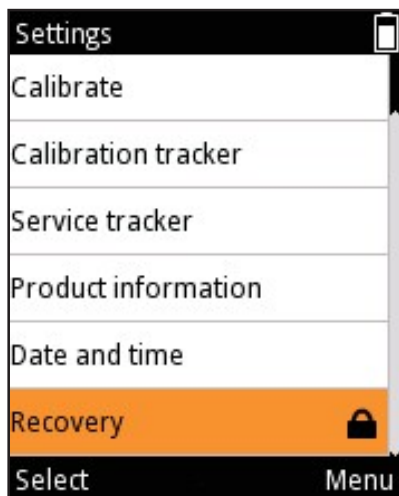 Settings
Calibrate
Calibration tracker
Service tracker
Product information
Date and time
Recovery
Select Menu